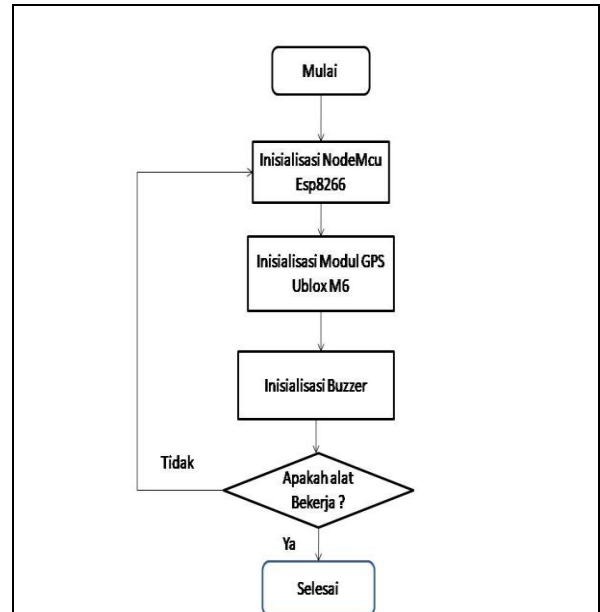 Mulai
Inisialisasi NodeMcu
Esp8266
Inisialisasi Modul GPS
Ublox M6
Inisialisasi Buzzer
Tidak
Apakah alat
Bekerja ?
Ya
Selesai